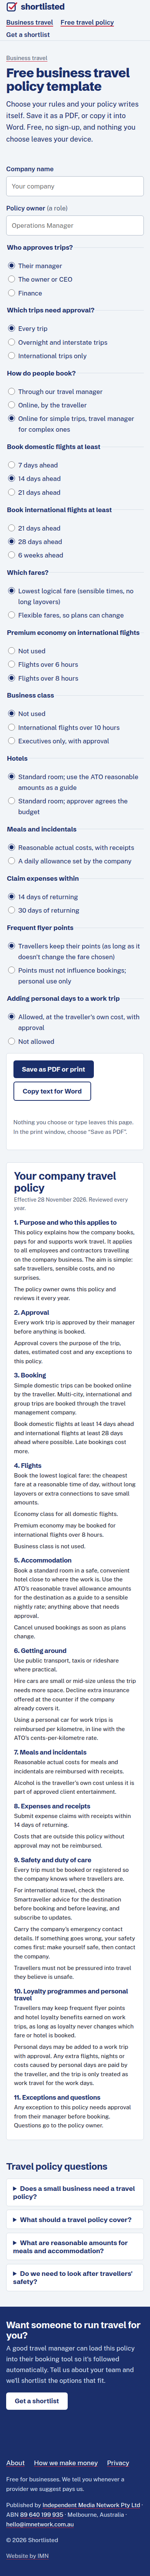 shortlisted
Business travel Free travel policy
Get a shortlist
Business travel
Free business travel
policy template
Choose your rules and your policy writes
itself. Save it as a PDF, or copy it into
Word. Free, no sign-up, and nothing you
choose leaves your device.
Company name
Your company
Policy owner (a role)
Operations Manager
Who approves trips?
Their manager
The owner or CEO
Finance
Which trips need approval?
Every trip
Overnight and interstate trips
International trips only
How do people book?
Through our travel manager
Online, by the traveller
Online for simple trips, travel manager
for complex ones
Book domestic flights at least
7 days ahead
14 days ahead
21 days ahead
Book international flights at least
21 days ahead
28 days ahead
6 weeks ahead
Which fares?
Lowest logical fare (sensible times, no
long layovers)
Flexible fares, so plans can change
Premium economy on international flights
Not used
Flights over 6 hours
Flights over 8 hours
Business class
Not used
International flights over 10 hours
Executives only, with approval
Hotels
Standard room; use the ATO reasonable
amounts as a guide
Standard room; approver agrees the
budget
Meals and incidentals
Reasonable actual costs, with receipts
A daily allowance set by the company
Claim expenses within
14 days of returning
30 days of returning
Frequent flyer points
Travellers keep their points (as long as it
doesn't change the fare chosen)
Points must not influence bookings;
personal use only
Adding personal days to a work trip
Allowed, at the traveller's own cost, with
approval
Not allowed
Save as PDF or print
Copy text for Word
Nothing you choose or type leaves this page.
In the print window, choose “Save as PDF”.
Your company travel
policy
Effective 28 November 2026. Reviewed every
year.
1. Purpose and who this applies to
This policy explains how the company books,
pays for and supports work travel. It applies
to all employees and contractors travelling
on the company's business. The aim is simple:
safe travellers, sensible costs, and no
surprises.
The policy owner owns this policy and
reviews it every year.
2. Approval
Every work trip is approved by their manager
before anything is booked.
Approval covers the purpose of the trip,
dates, estimated cost and any exceptions to
this policy.
3. Booking
Simple domestic trips can be booked online
by the traveller. Multi-city, international and
group trips are booked through the travel
management company.
Book domestic flights at least 14 days ahead
and international flights at least 28 days
ahead where possible. Late bookings cost
more.
4. Flights
Book the lowest logical fare: the cheapest
fare at a reasonable time of day, without long
layovers or extra connections to save small
amounts.
Economy class for all domestic flights.
Premium economy may be booked for
international flights over 8 hours.
Business class is not used.
5. Accommodation
Book a standard room in a safe, convenient
hotel close to where the work is. Use the
ATO's reasonable travel allowance amounts
for the destination as a guide to a sensible
nightly rate; anything above that needs
approval.
Cancel unused bookings as soon as plans
change.
6. Getting around
Use public transport, taxis or rideshare
where practical.
Hire cars are small or mid-size unless the trip
needs more space. Decline extra insurance
offered at the counter if the company
already covers it.
Using a personal car for work trips is
reimbursed per kilometre, in line with the
ATO's cents-per-kilometre rate.
7. Meals and incidentals
Reasonable actual costs for meals and
incidentals are reimbursed with receipts.
Alcohol is the traveller's own cost unless it is
part of approved client entertainment.
8. Expenses and receipts
Submit expense claims with receipts within
14 days of returning.
Costs that are outside this policy without
approval may not be reimbursed.
9. Safety and duty of care
Every trip must be booked or registered so
the company knows where travellers are.
For international travel, check the
Smartraveller advice for the destination
before booking and before leaving, and
subscribe to updates.
Carry the company's emergency contact
details. If something goes wrong, your safety
comes first: make yourself safe, then contact
the company.
Travellers must not be pressured into travel
they believe is unsafe.
10. Loyalty programmes and personal
travel
Travellers may keep frequent flyer points
and hotel loyalty benefits earned on work
trips, as long as loyalty never changes which
fare or hotel is booked.
Personal days may be added to a work trip
with approval. Any extra flights, nights or
costs caused by personal days are paid by
the traveller, and the trip is only treated as
work travel for the work days.
11. Exceptions and questions
Any exception to this policy needs approval
from their manager before booking.
Questions go to the policy owner.
Travel policy questions
Does a small business need a travel
policy?
What should a travel policy cover?
What are reasonable amounts for
meals and accommodation?
Do we need to look after travellers'
safety?
Want someone to run travel for
you?
A good travel manager can load this policy
into their booking tool so it's followed
automatically. Tell us about your team and
we'll shortlist the options that fit.
Get a shortlist
About How we make money Privacy
Free for businesses. We tell you whenever a
provider we suggest pays us.
Published by Independent Media Network Pty Ltd ·
ABN 89 640 199 935 · Melbourne, Australia ·
hello@imnetwork.com.au
© 2026 Shortlisted
Website by IMN